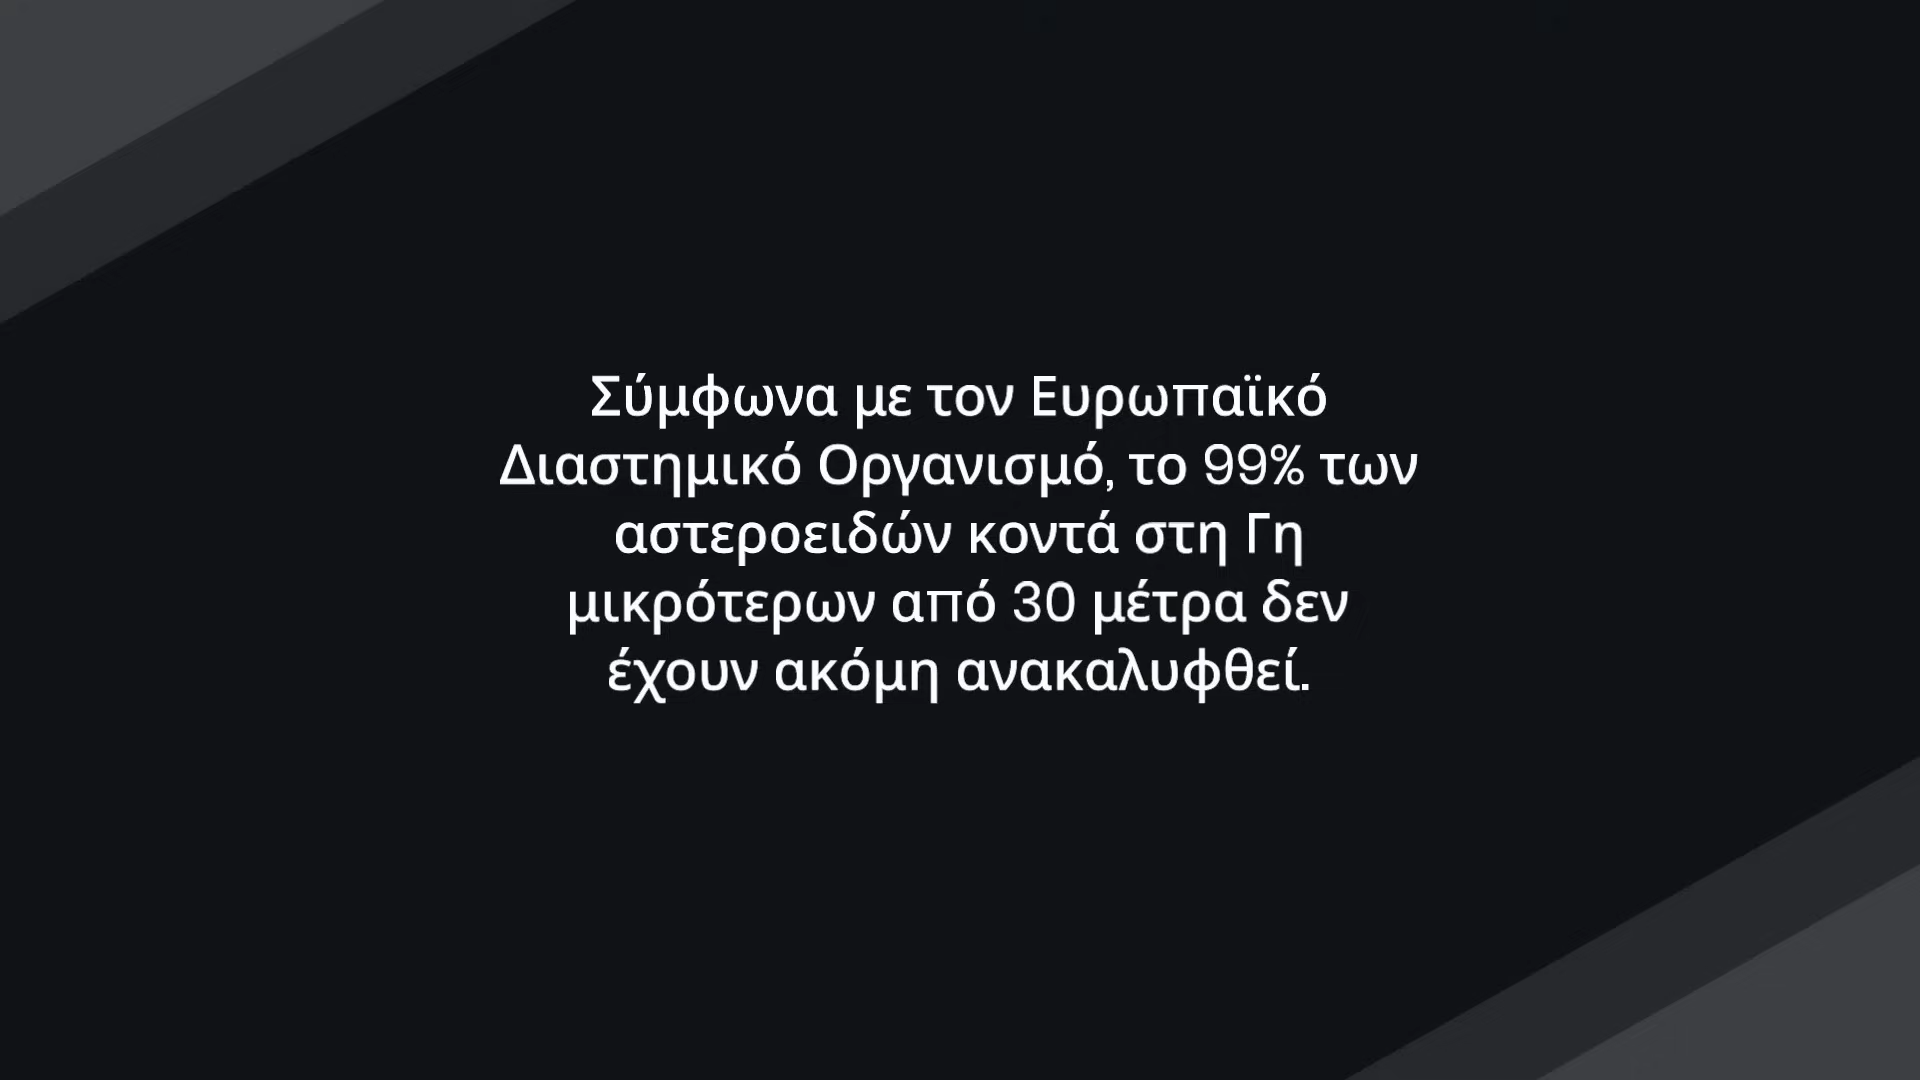 Σύμφωνα με τον Ευρωπαϊκό
Διαστημικό Οργανισμό, το 99% των
αστεροειδών κοντά στη Γη
μικρότερων από 30 μέτρα δεν
έχουν ακόμη ανακαλυφθεί.